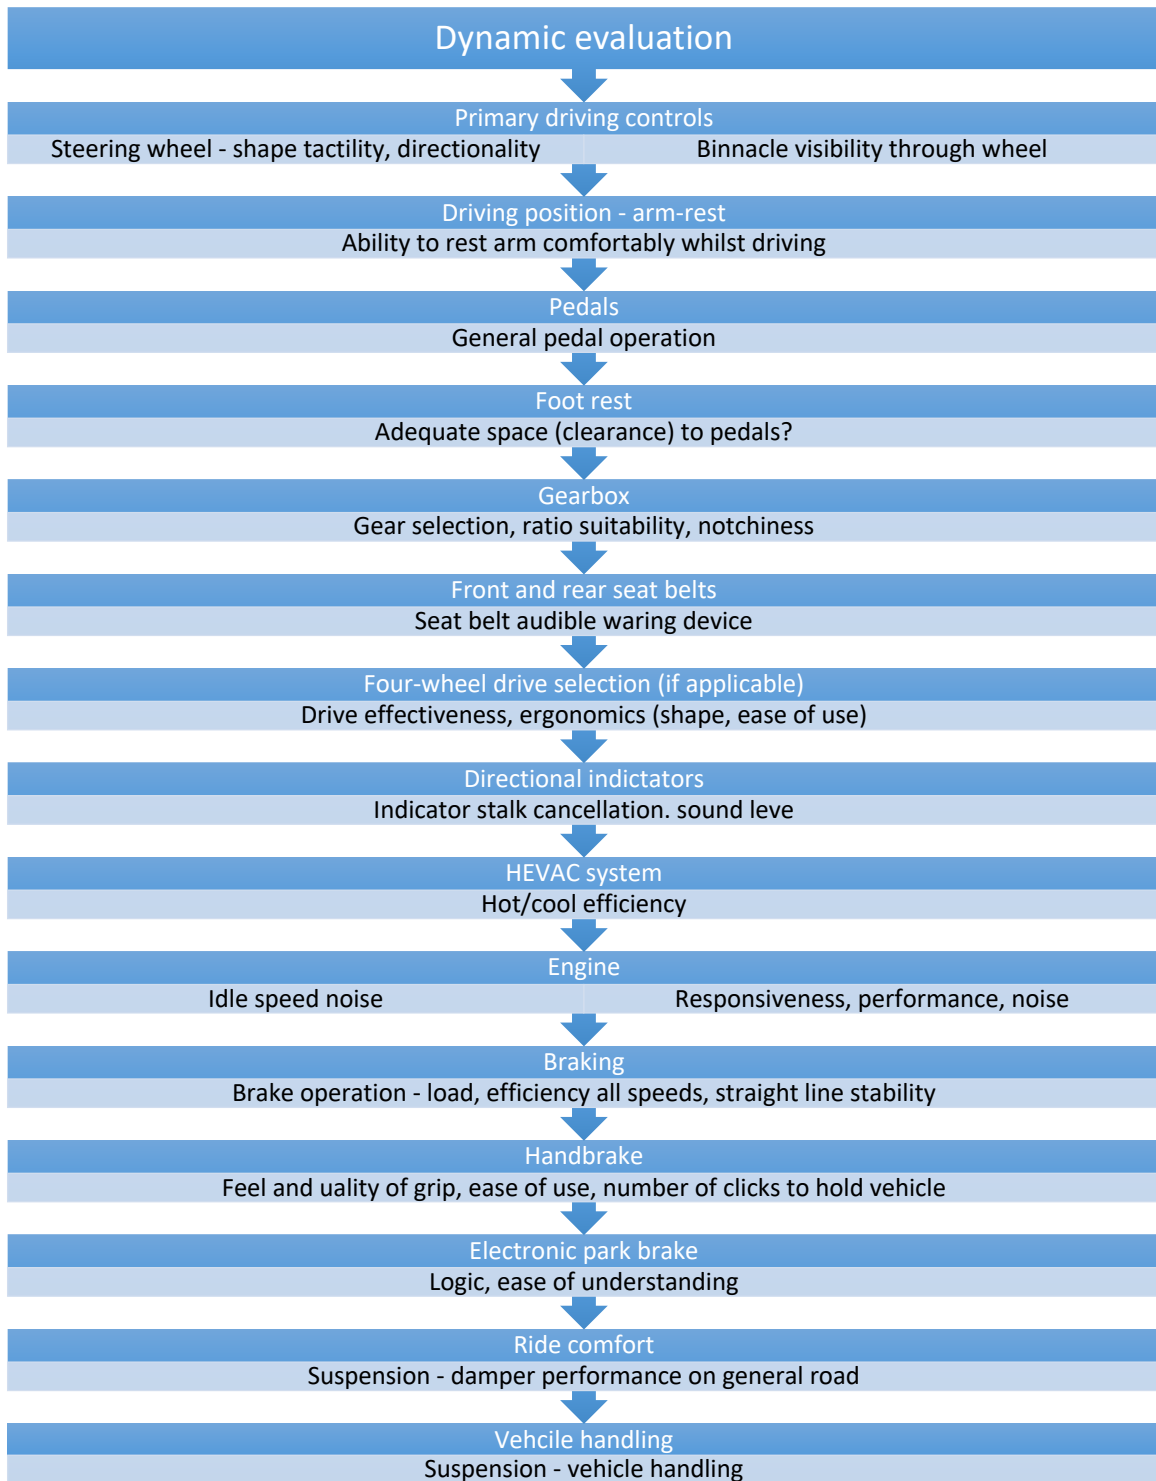 Dynamic evaluation
Primary driving controls
Steering wheel - shape tactility, directionality
Binnacle visibility through wheel
Driving position - arm-rest
Ability to rest arm comfortably whilst driving
Pedals
General pedal operation
Foot rest
Adequate space (clearance) to pedals?
Gearbox
Gear selection, ratio suitability, notchiness
Front and rear seat belts
Seat belt audible waring device
Four-wheel drive selection (if applicable)
Drive effectiveness, ergonomics (shape, ease of use)
Directional indictators
Indicator stalk cancellation. sound leve
HEVAC system
Hot/cool efficiency
Engine
Idle speed noise
Responsiveness, performance, noise
Braking
Brake operation - load, efficiency all speeds, straight line stability
Handbrake
Feel and uality of grip, ease of use, number of clicks to hold vehicle
Electronic park brake
Logic, ease of understanding
Ride comfort
Suspension - damper performance on general road
Vehcile handling
Suspension - vehicle handling